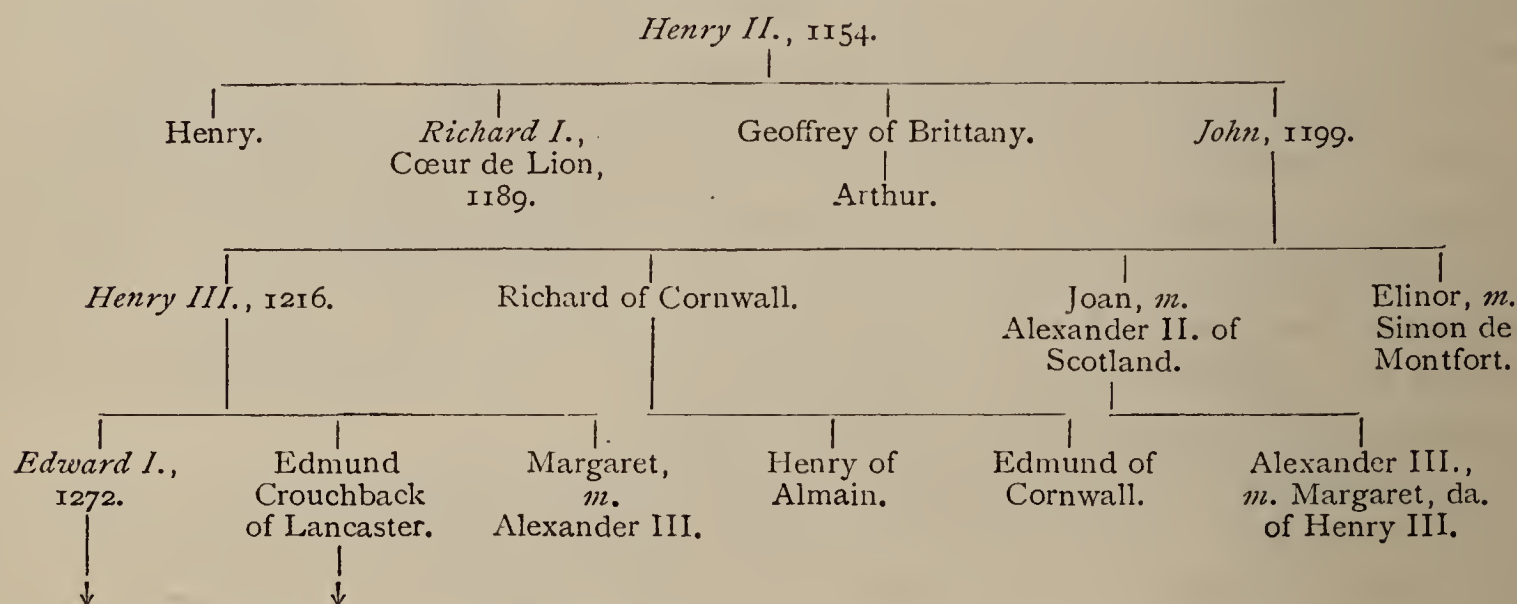 Henry II., 1154.
Henry.
Richard I.,
Cœur de Lion,
1189.
Geoffrey of Brittany.
Arthur.
John, 1199.
Henry III., 1216.
Richard of Cornwall.
Joan, m.
Alexander II. of
Scotland.
Elinor, m.
Simon de
Montfort.
Edward I.,
1272.
Edmund
Crouchback
of Lancaster.
Margaret,
m.
Alexander III.
Henry of
Almain.
Edmund of
Cornwall.
Alexander III.,
m. Margaret, da.
of Henry III.